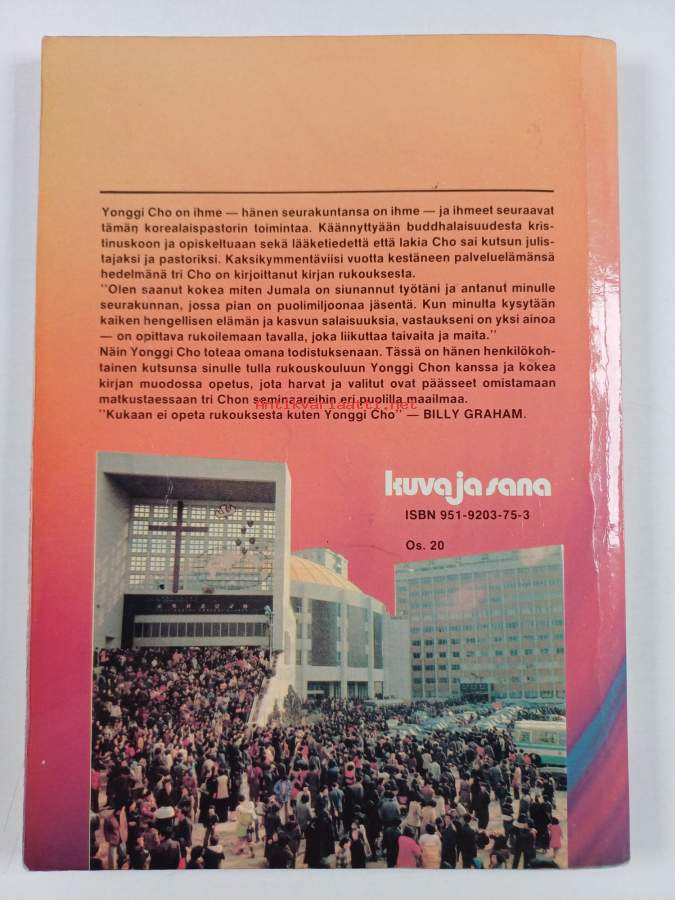 Yonggi Cho on ihme — hänen seurakuntansa on ihme — ja ihmeet seuraavat
tämän korealaispastorin toimintaa. Käännyttyään buddhalaisuudesta kris-
tinuskoon ja opiskeltuaan sekä lääketiedettä että lakia Cho sai kutsun julis-
tajaksi ja pastoriksi. Kaksikymmentäviisi vuotta kestäneen palveluelämänsä
hedelmänä tri Cho on kirjoittanut kirjan rukouksesta.
"Olen saanut kokea miten Jumala on siunannut työtäni ja antanut minulle
seurakunnan, jossa pian on puolimiljoonaa jäsentä. Kun minulta kysytään
kaiken hengellisen elämän ja kasvun salaisuuksia, vastaukseni on yksi ainoa
— on opittava rukoilemaan tavalla, joka liikuttaa taivaita ja maita."
Näin Yonggi Cho toteaa omana todistuksenaan. Tässä on hänen henkilökoh-
tainen kutsunsa sinulle tulla rukouskouluun Yonggi Chon kanssa ja kokea
kirjan muodossa opetus, jota harvat ja valitut ovat päässeet omistamaan
matkustaessaan tri Chon seminaareihin eri puolilla maailmaa.
antikvariaatti.net
"Kukaan ei opeta rukouksesta kuten Yonggi Cho" — BILLY GRAHAM.
kuva ja sana
ISBN 951-9203-75-3
Os. 20